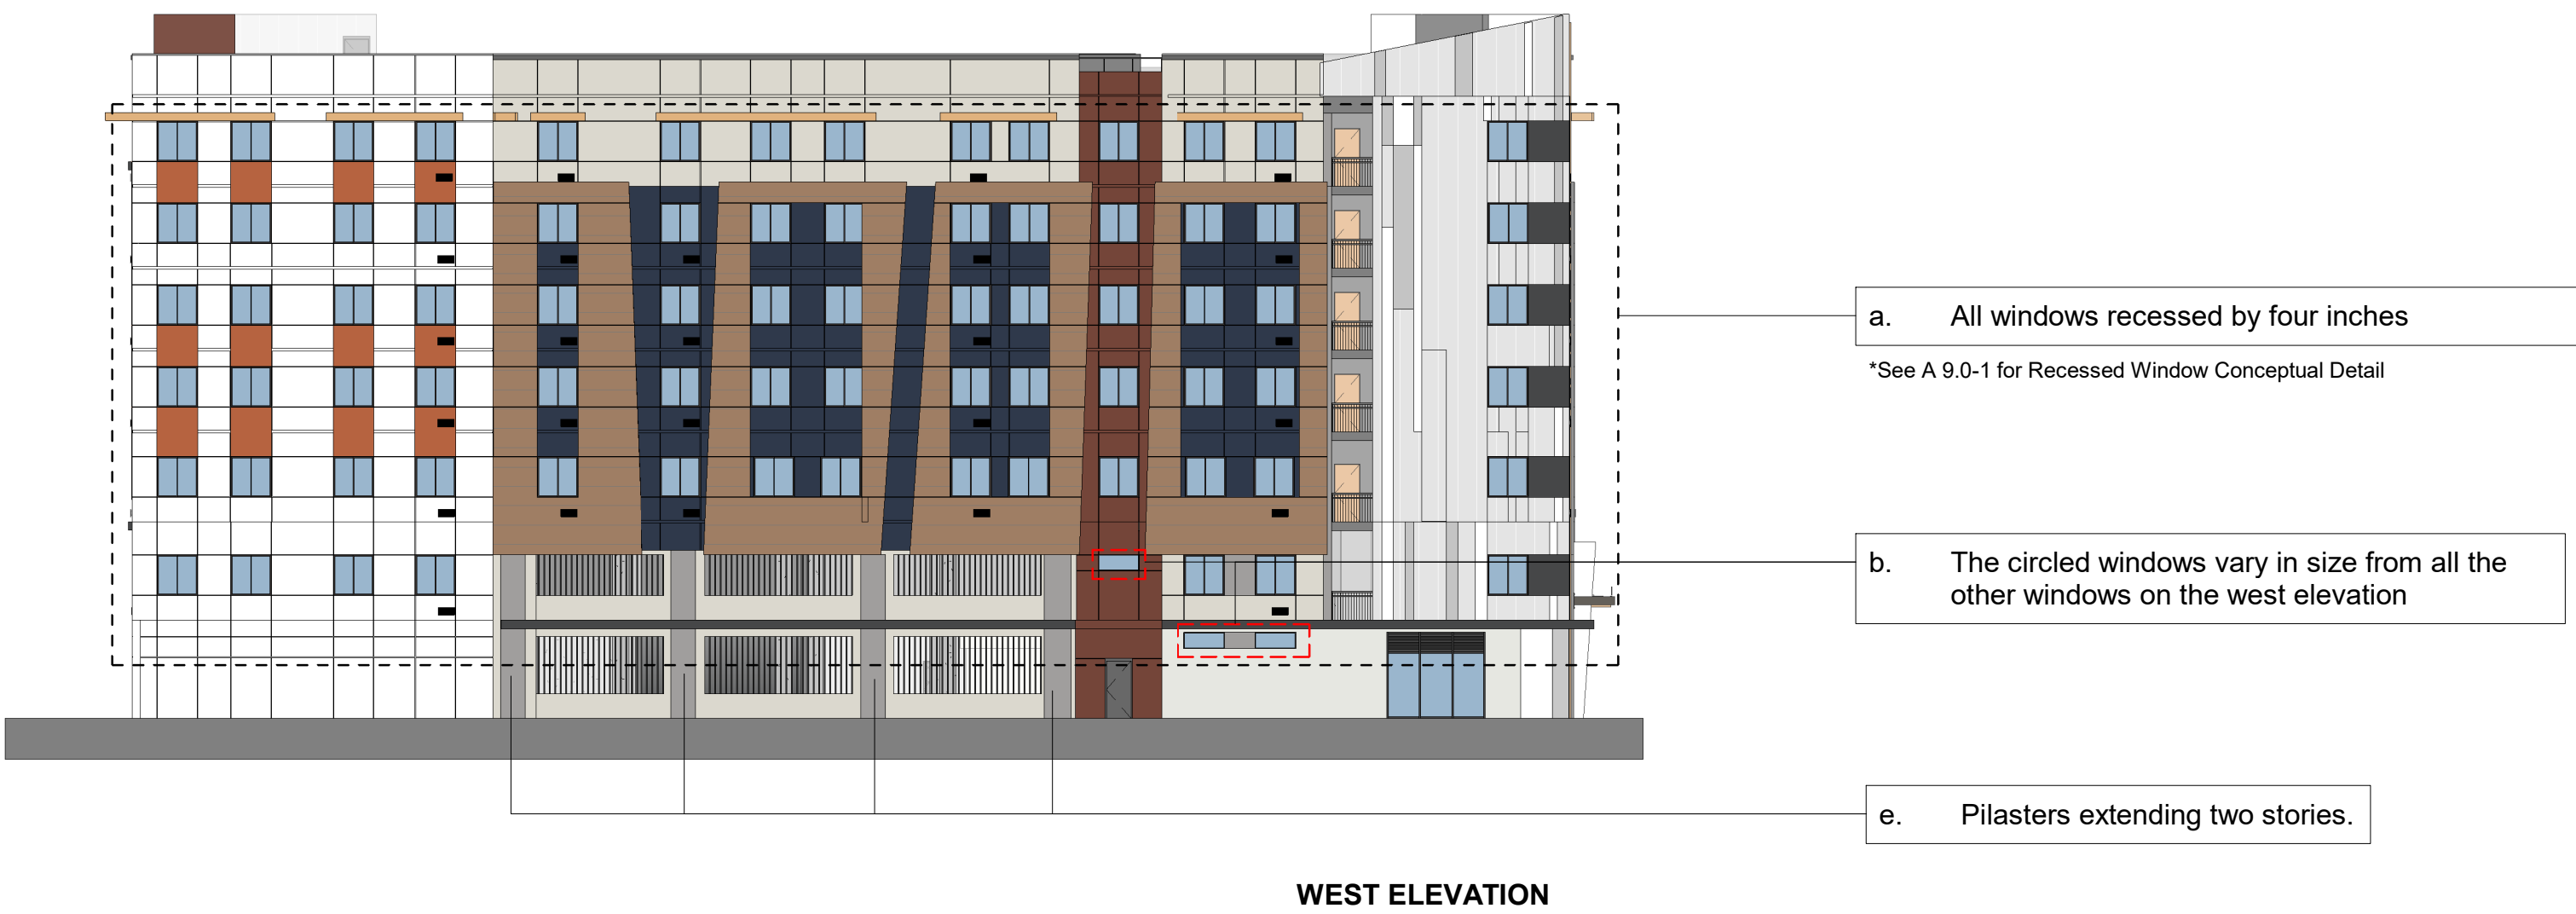 a. All windows recessed by four inches
*See A 9.0-1 for Recessed Window Conceptual Detail
b. The circled windows vary in size from all the
other windows on the west elevation
e. Pilasters extending two stories.
WEST ELEVATION